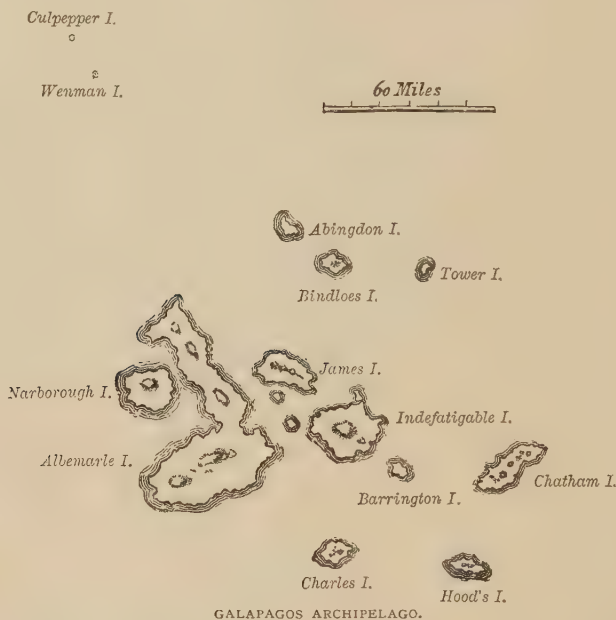 Culpepper I.
Wenman I.
60 Miles
Abingdon I.
Bindloes I.
Tower I.
Narborough I.
James I.
Indefatigable I.
Albemarle I.
Barrington I.
Chatham I.
Charles I.
Hood's I.
GALAPAGOS ARCHIPELAGO.